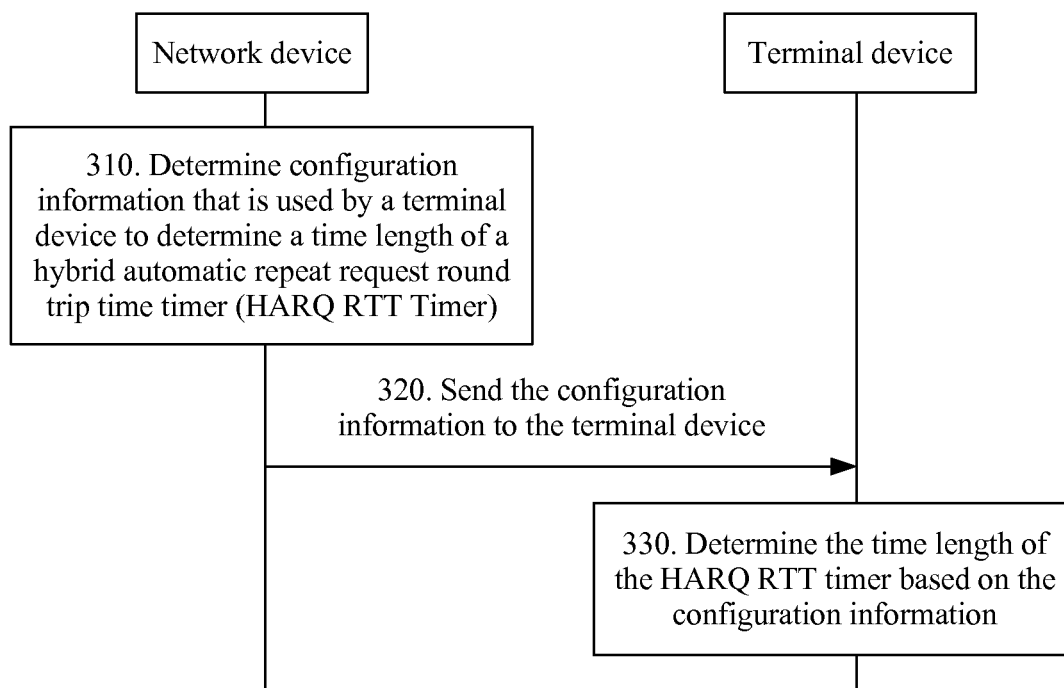 Network device
Terminal device
310. Determine configuration
information that is used by a terminal
device to determine a time length of a
hybrid automatic repeat request round
trip time timer (HARQ RTT Timer)
320. Send the configuration
information to the terminal device
330. Determine the time length of
the HARQ RTT timer based on the
configuration information